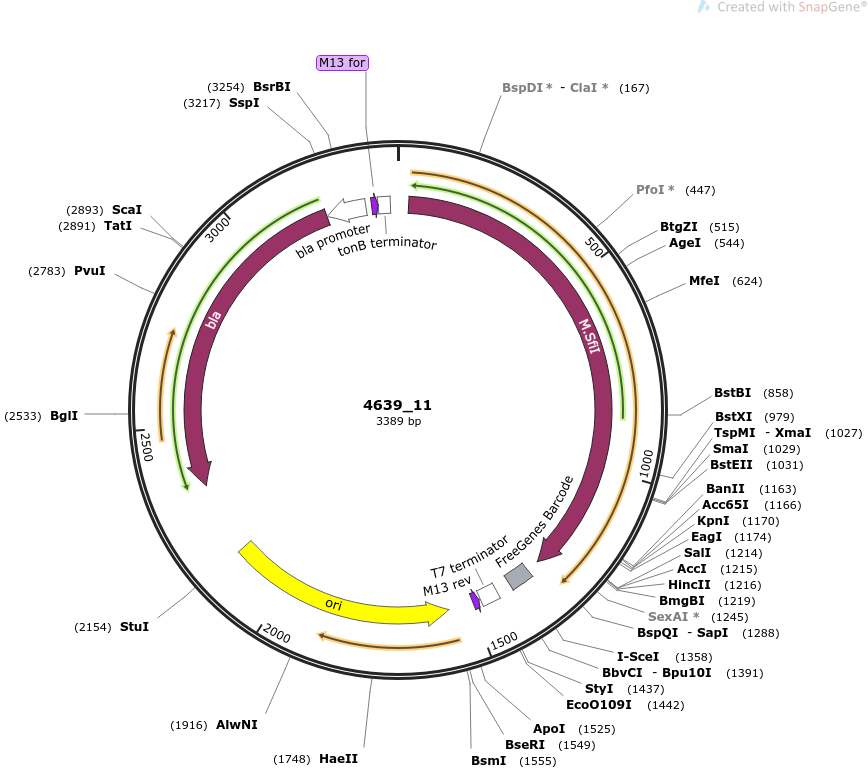 Created with SnapGene®
M13 for
(3254) BsrBI
(3217) SspI
BspDI * - ClaI * (167)
PfoI * (447)
(2893) ScaI
(2891) TatI
BtgZI (515)
AgeI (544)
3000
500
bla promoter
tonB terminator
(2783) PvuI
MfeI (624)
bla
M.SfiI
4639_11
3389 bp
(2533) BglI
2500
BstBI (858)
BstXI (979)
TspMI - XmaI (1027)
SmaI (1029)
BstEII (1031)
1000
BanII (1163)
Acc65I (1166)
KpnI (1170)
EagI (1174)
SalI (1214)
AccI (1215)
HincII (1216)
BmgBI (1219)
SexAI * (1245)
BspQI - SapI (1288)
FreeGenes Barcode
T7 terminator
M13 rev
ori
(2154) StuI
2000
1500
I-SceI (1358)
BbvCI - Bpu10I (1391)
StyI (1437)
EcoO109I (1442)
(1916) AlwNI
ApoI (1525)
BseRI (1549)
BsmI (1555)
(1748) HaeII